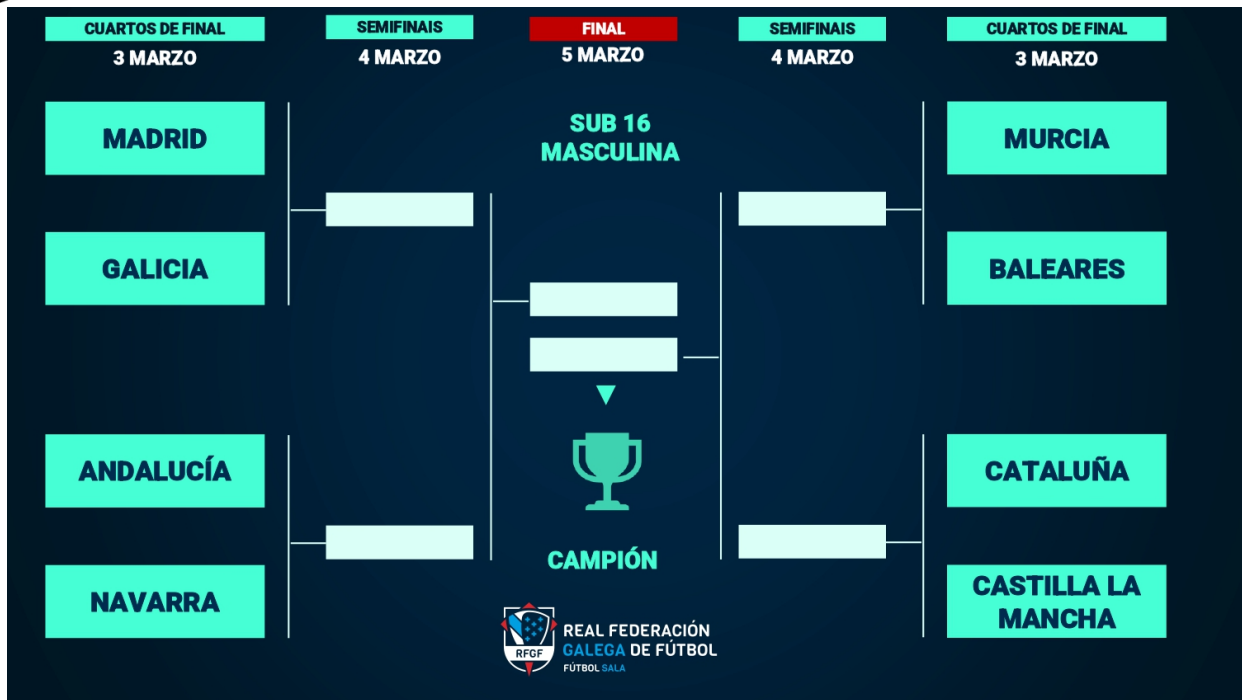 CUARTOS DE FINAL
3 MARZO
SEMIFINAIS
4 MARZO
FINAL
5 MARZO
SEMIFINAIS
4 MARZO
CUARTOS DE FINAL
3 MARZO
SUB 16
MASCULINA
MADRID
GALICIA
ANDALUCÍA
NAVARRA
MURCIA
BALEARES
CATALUÑA
CASTILLA LA
MANCHA
CAMPIÓN
RFGF
REAL FEDERACIÓN
GALEGA DE FÚTBOL
FÚTBOL SALA